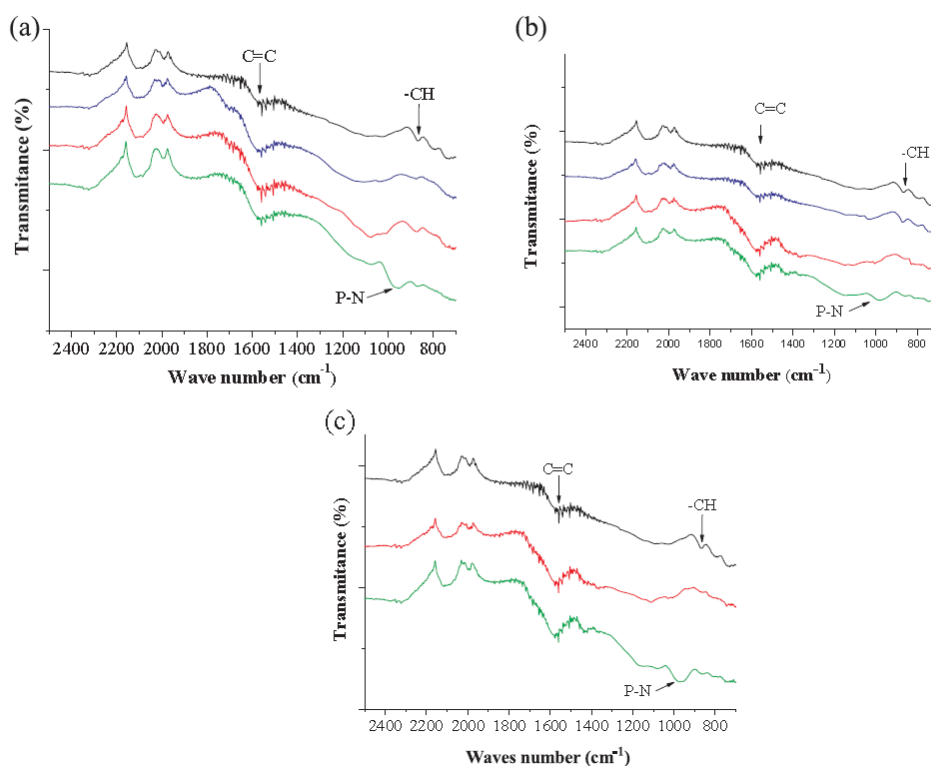 (a)
C=C
-CH
P-N
Transmitance (%)
2400 2200 2000 1800 1600 1400 1200 1000 800
Wave number (cm-1)
(b)
C=C
-CH
P-N
Transmitance (%)
2400 2200 2000 1800 1600 1400 1200 1000 800
Wave number (cm-1)
(c)
C=C
-CH
P-N
Transmitance (%)
2400 2200 2000 1800 1600 1400 1200 1000 800
Waves number (cm-1)